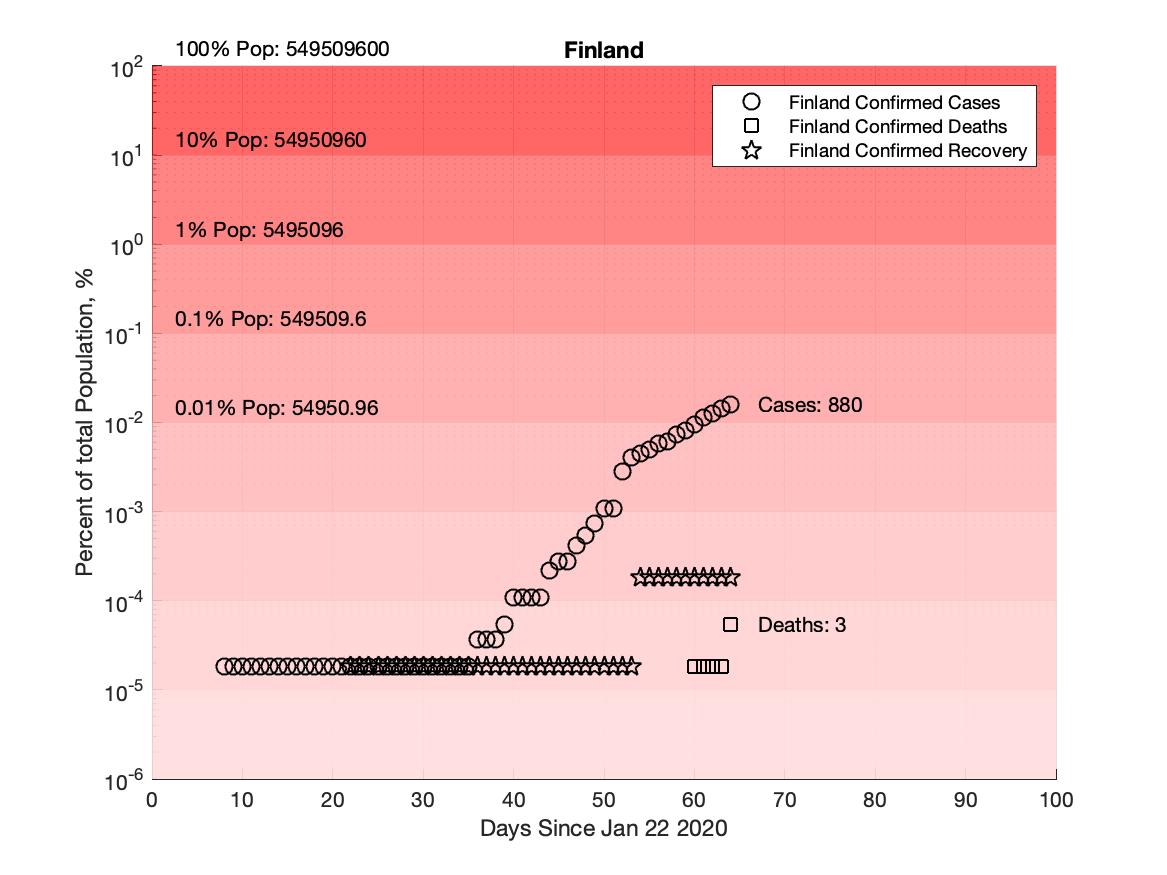 Finland
100% Pop: 549509600
10% Pop: 54950960
1% Pop: 5495096
0.1% Pop: 549509.6
0.01% Pop: 54950.96
Finland Confirmed Cases
Finland Confirmed Deaths
Finland Confirmed Recovery
Cases: 880
Deaths: 3
10^2
10^1
10^0
10^-1
10^-2
10^-3
10^-4
10^-5
10^-6
Percent of total Population, %
0 10 20 30 40 50 60 70 80 90 100
Days Since Jan 22 2020